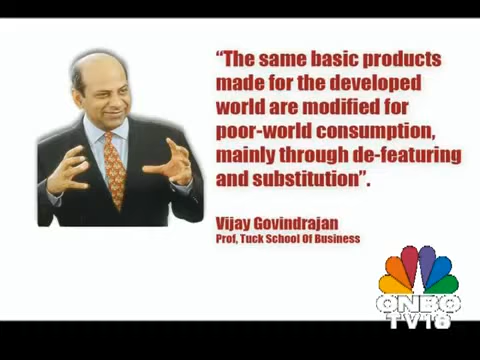 “The same basic products
made for the developed
world are modified for
poor-world consumption,
mainly through de-featuring
and substitution”.
Vijay Govindrajan
Prof, Tuck School Of Business
CNBC
TV18